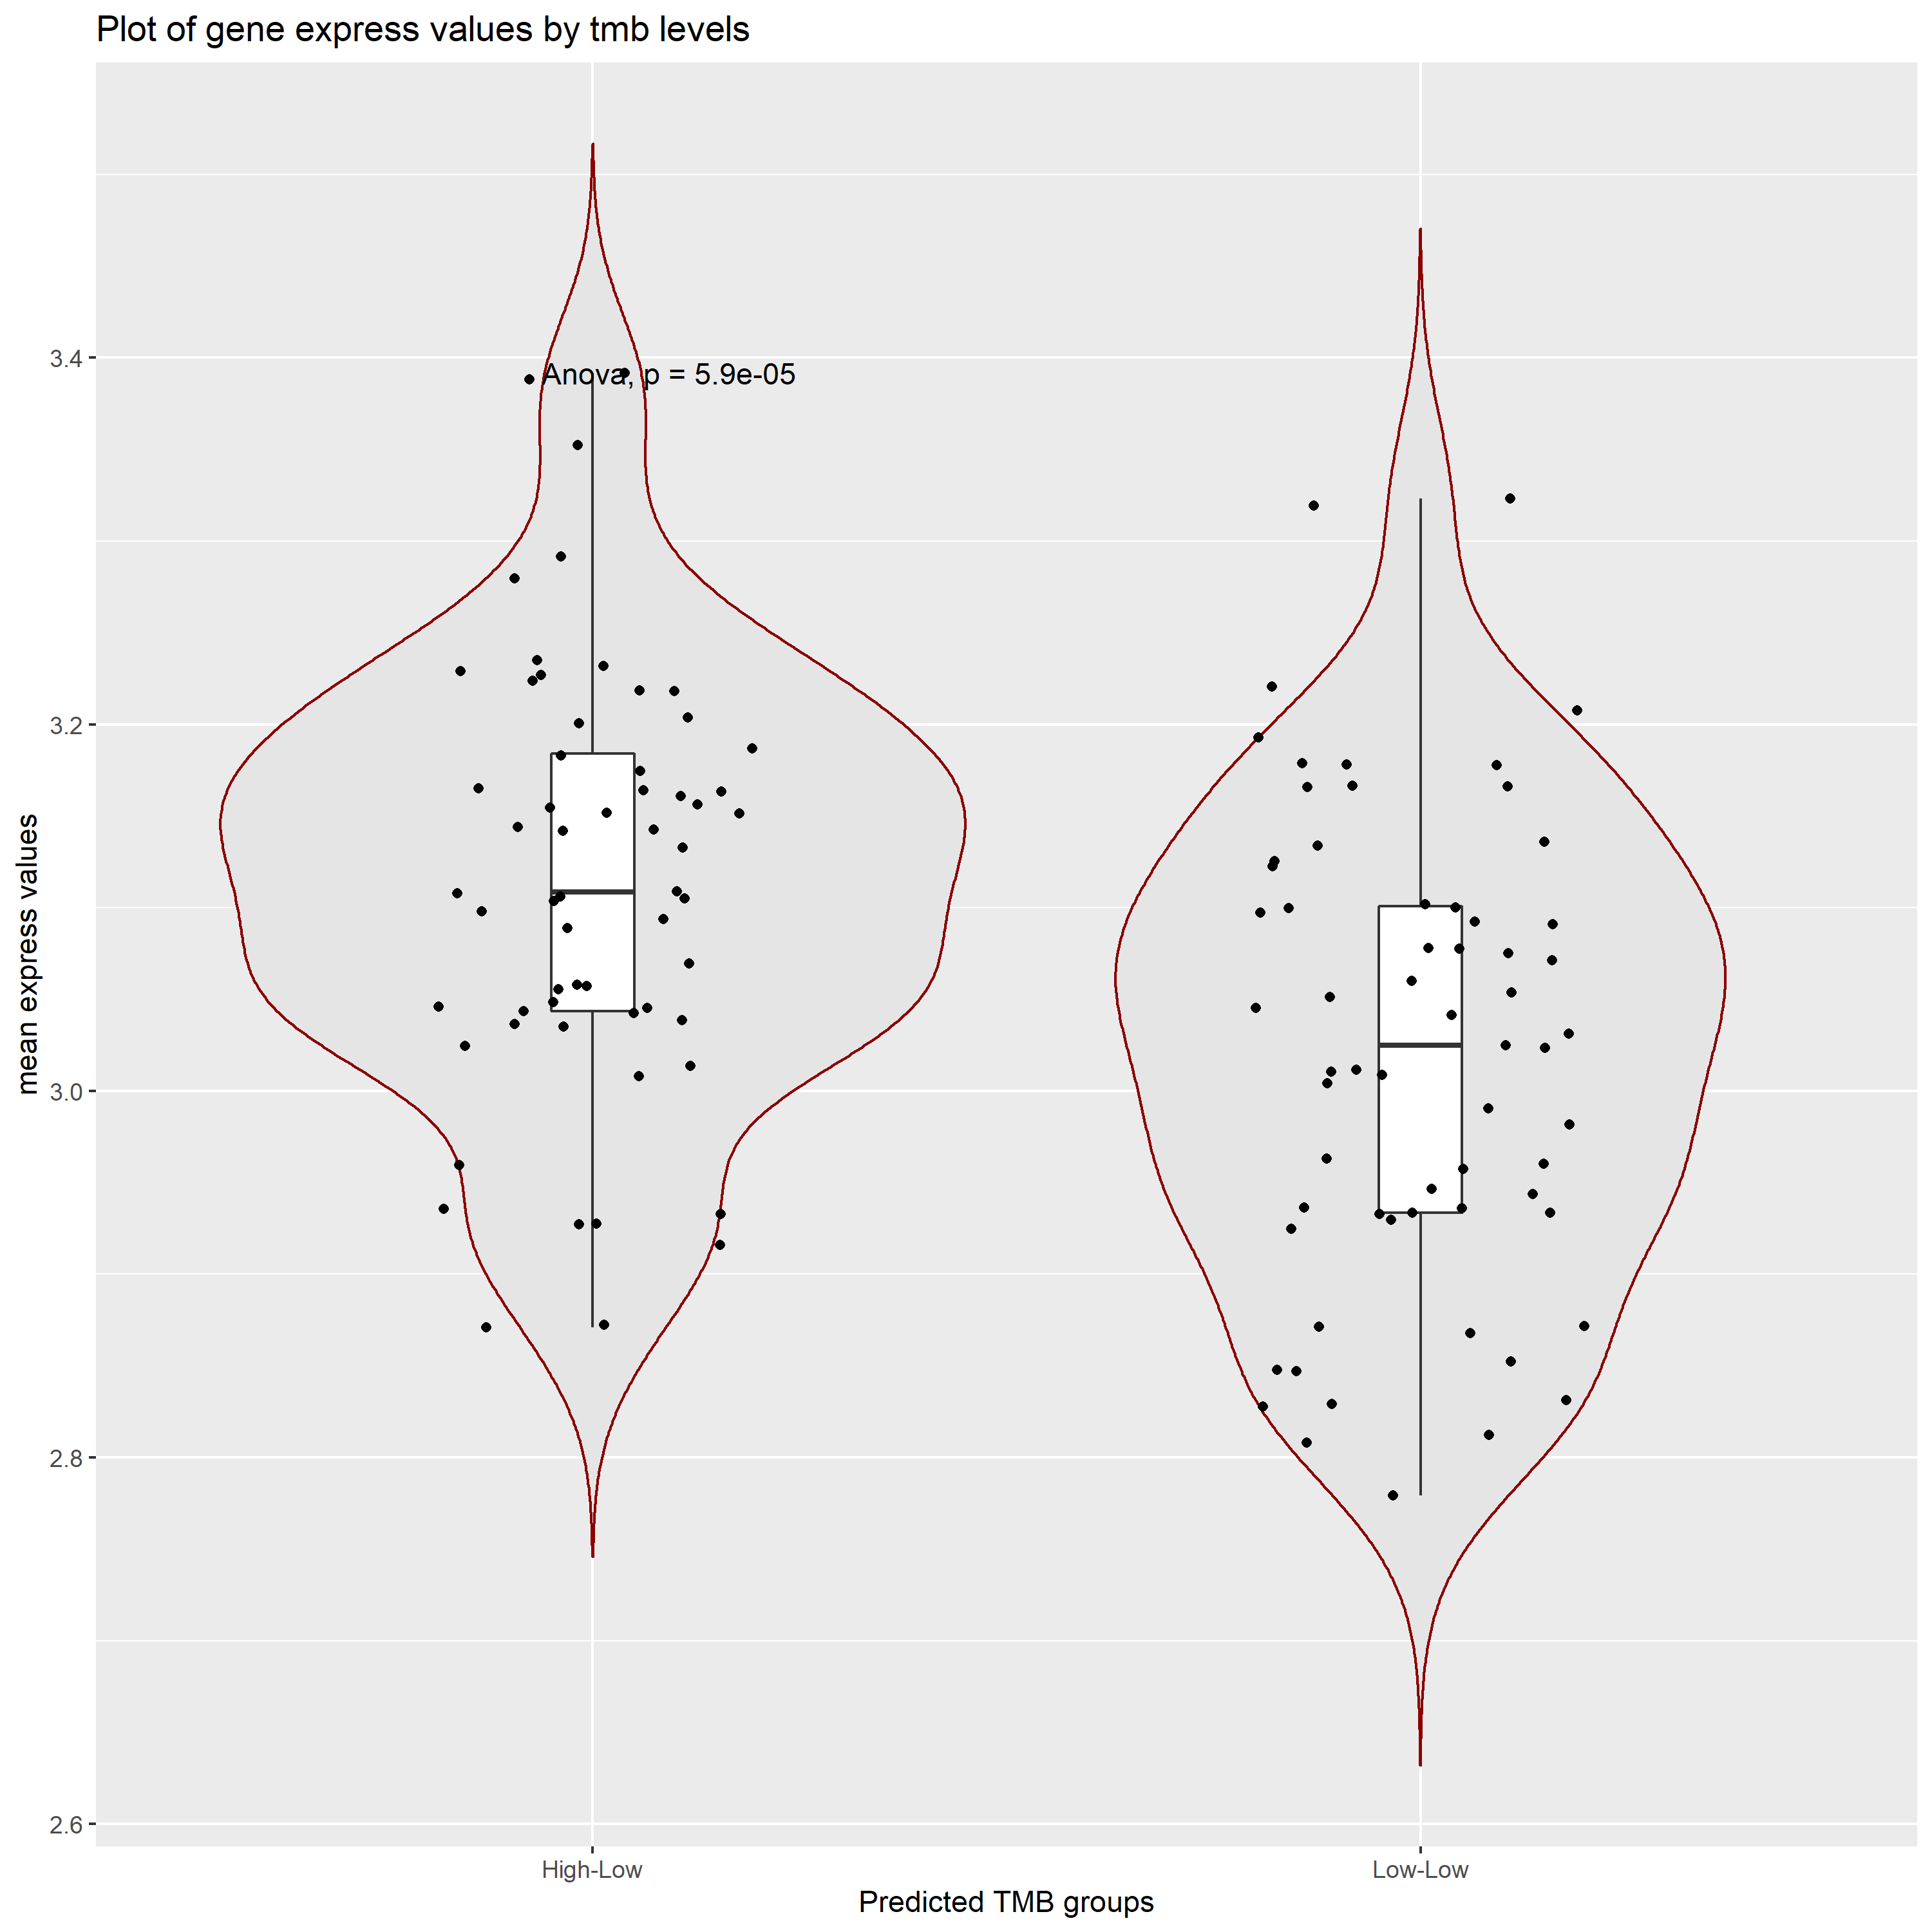 Plot of gene express values by tmb levels
Anova, p = 5.9e-05
3.4
3.2
3.0
2.8
2.6
mean express values
High-Low
Low-Low
Predicted TMB groups